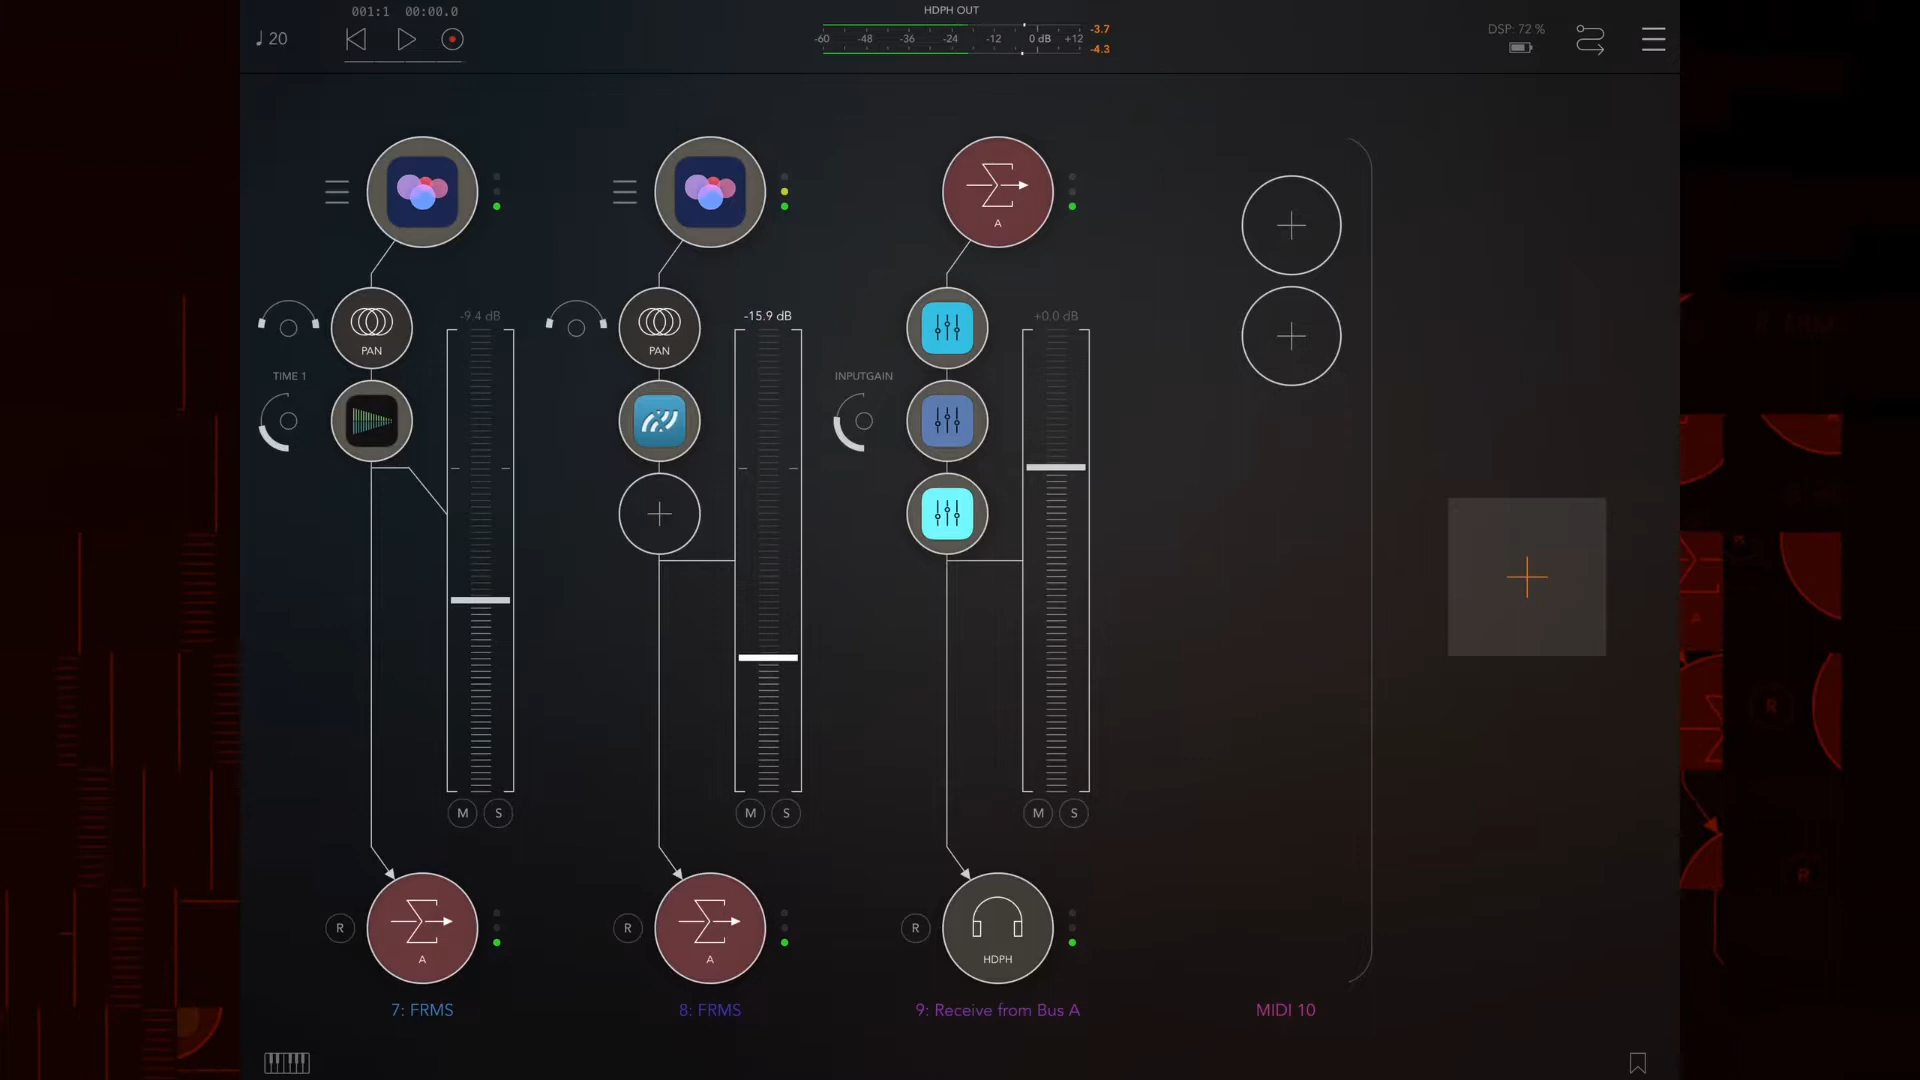 001:1 00:00.0
HDPH OUT
♩ 20
-60 -48 -36 -24 -12 0 dB +12
-3.7
-4.3
DSP: 72 %
A
-9.4 dB
-15.9 dB
+0.0 dB
PAN
PAN
TIME 1
INPUTGAIN
M S
M S
M S
R
R
R
A
A
HDPH
7: FRMS
8: FRMS
9: Receive from Bus A
MIDI 10
A
R
R